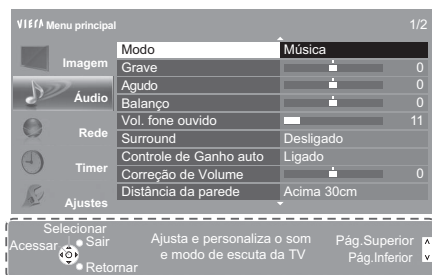 VIERA Menu principal 1/2
Imagem
Áudio
Rede
Timer
Ajustes
Modo Música
Grave 0
Agudo 0
Balanço 0
Vol. fone ouvido 11
Surround Desligado
Controle de Ganho auto Ligado
Correção de Volume 0
Distância da parede Acima 30cm
Selecionar
Acessar Sair
Retornar
Ajusta e personaliza o som
e modo de escuta da TV
Pág.Superior
Pág.Inferior